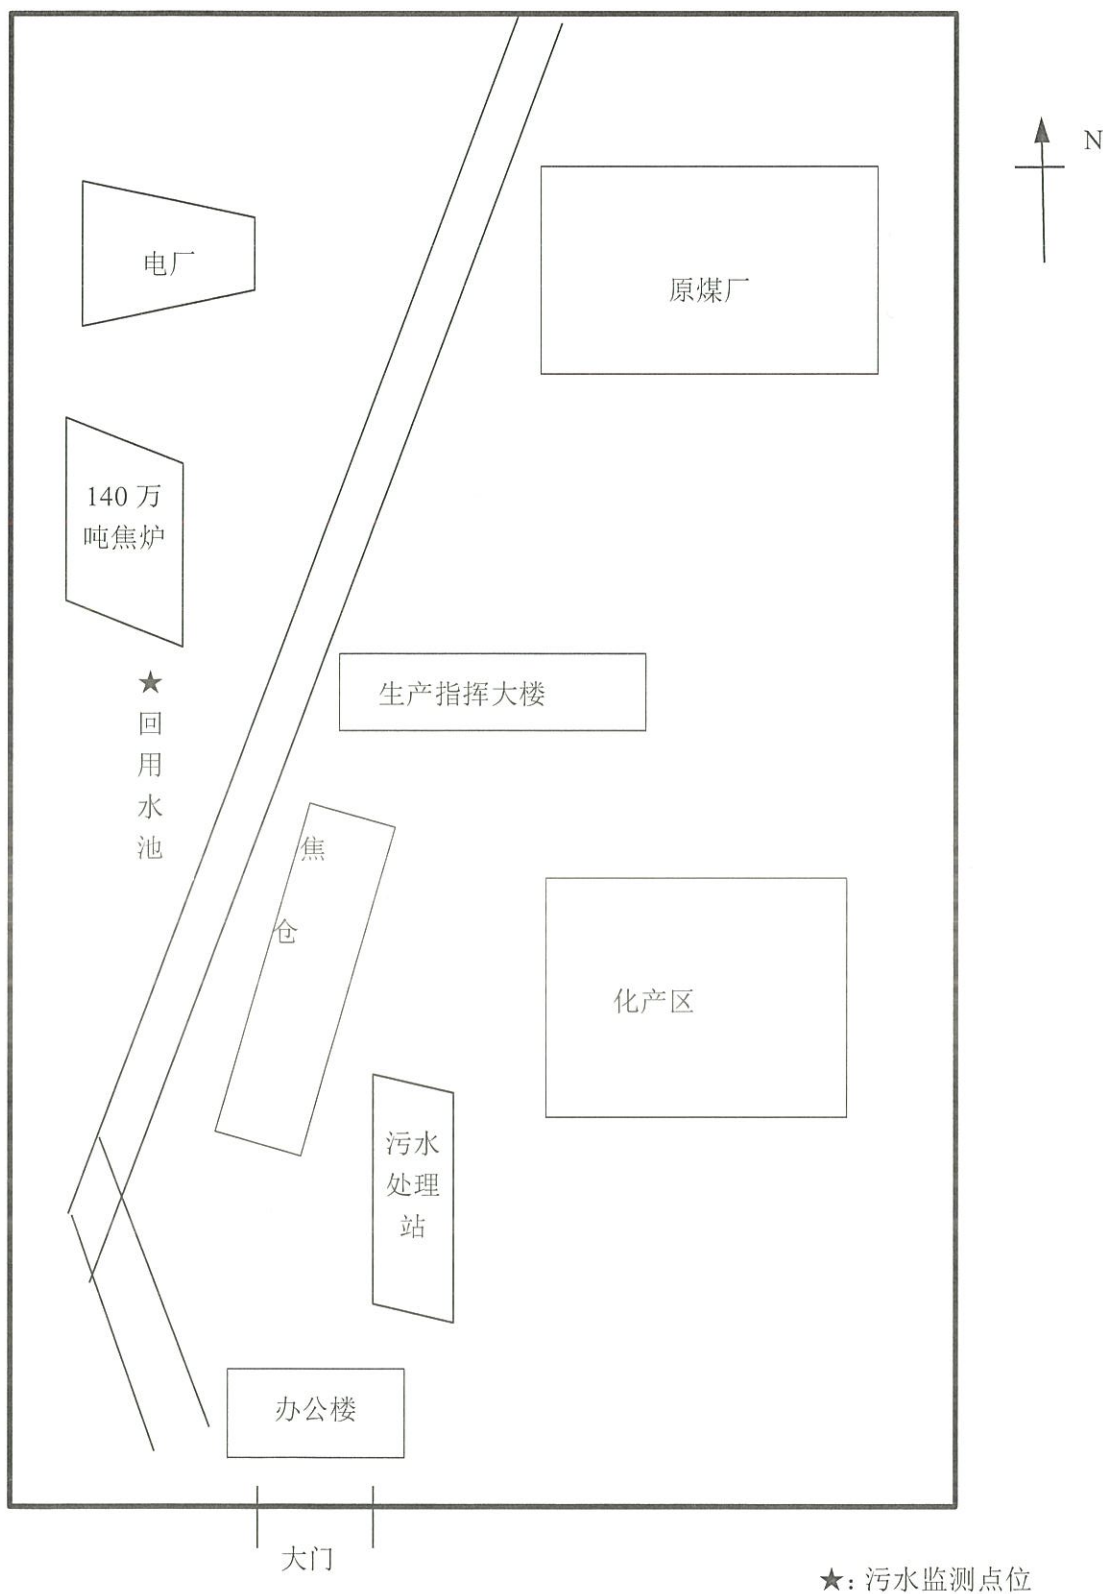 N
电厂
原煤厂
140 万
吨焦炉
生产指挥大楼
★
回
用
水
池
焦
仓
化产区
污水
处理
站
办公楼
大门
★: 污水监测点位